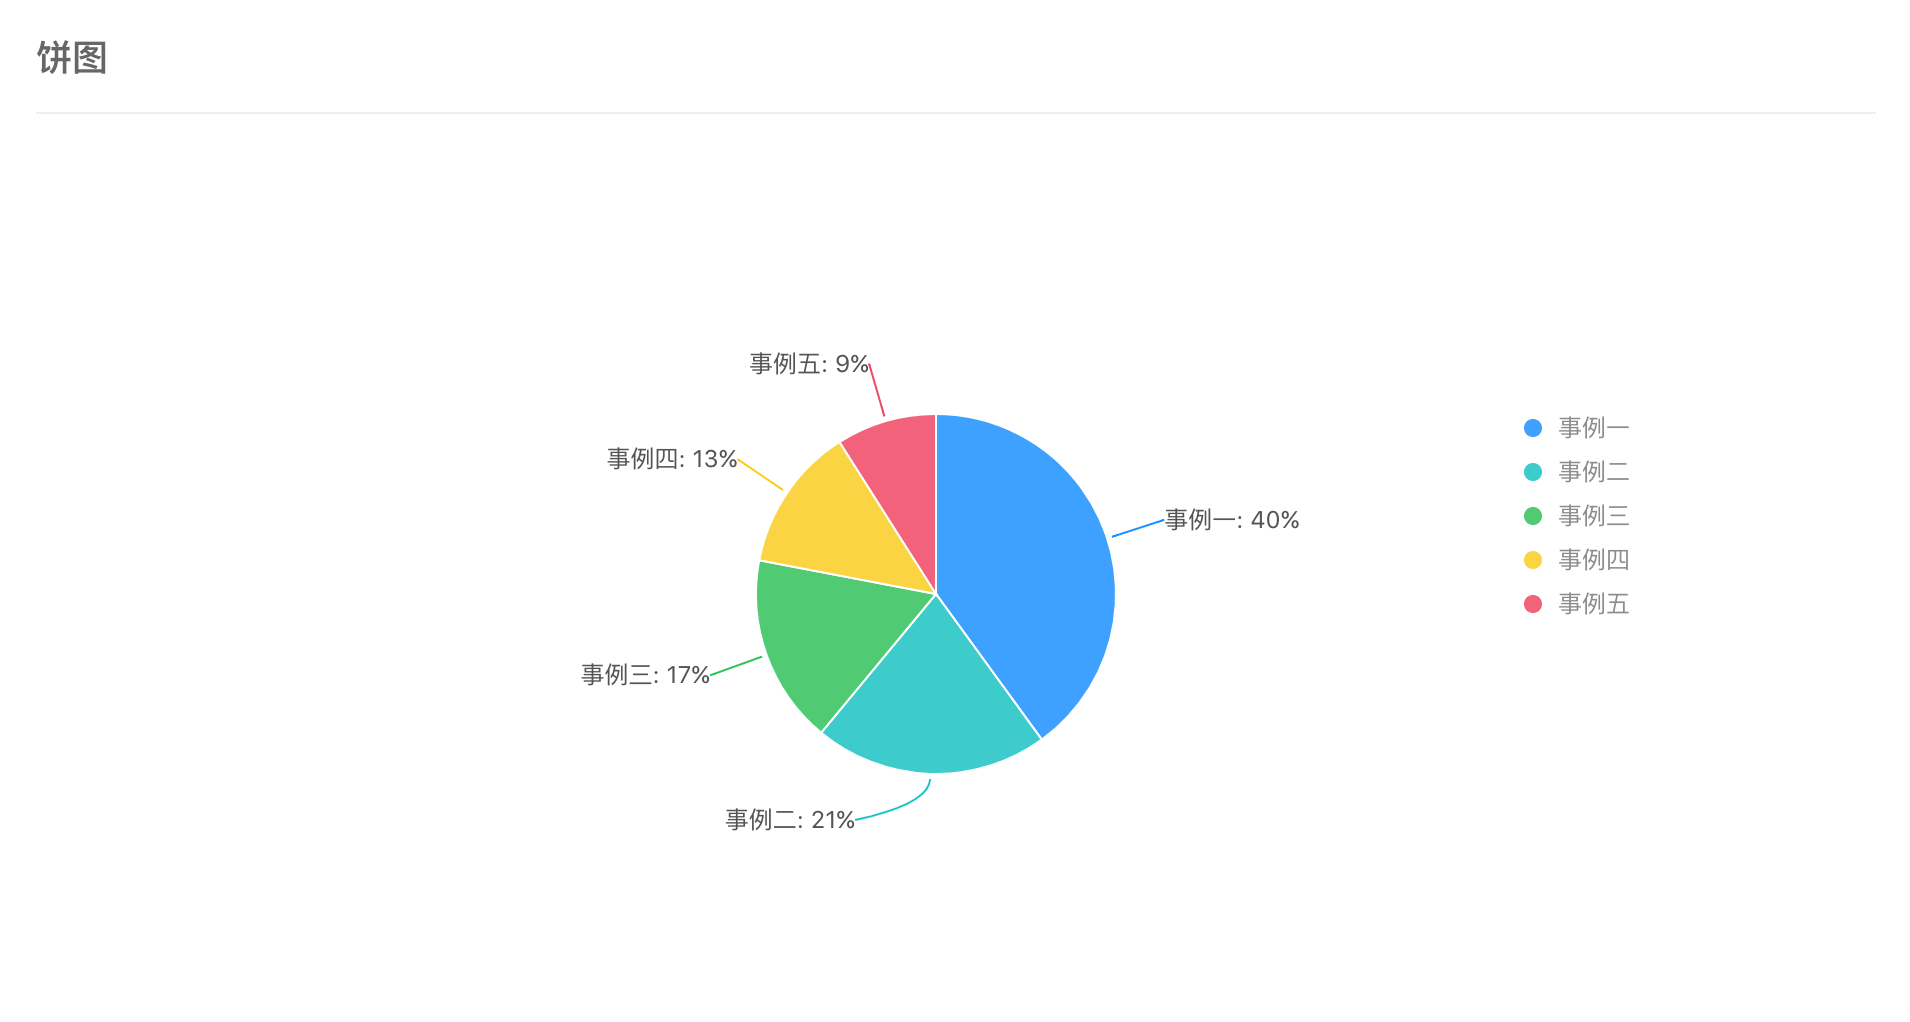 饼图
事例五: 9%
事例四: 13%
事例一: 40%
事例三: 17%
事例二: 21%
事例一
事例二
事例三
事例四
事例五